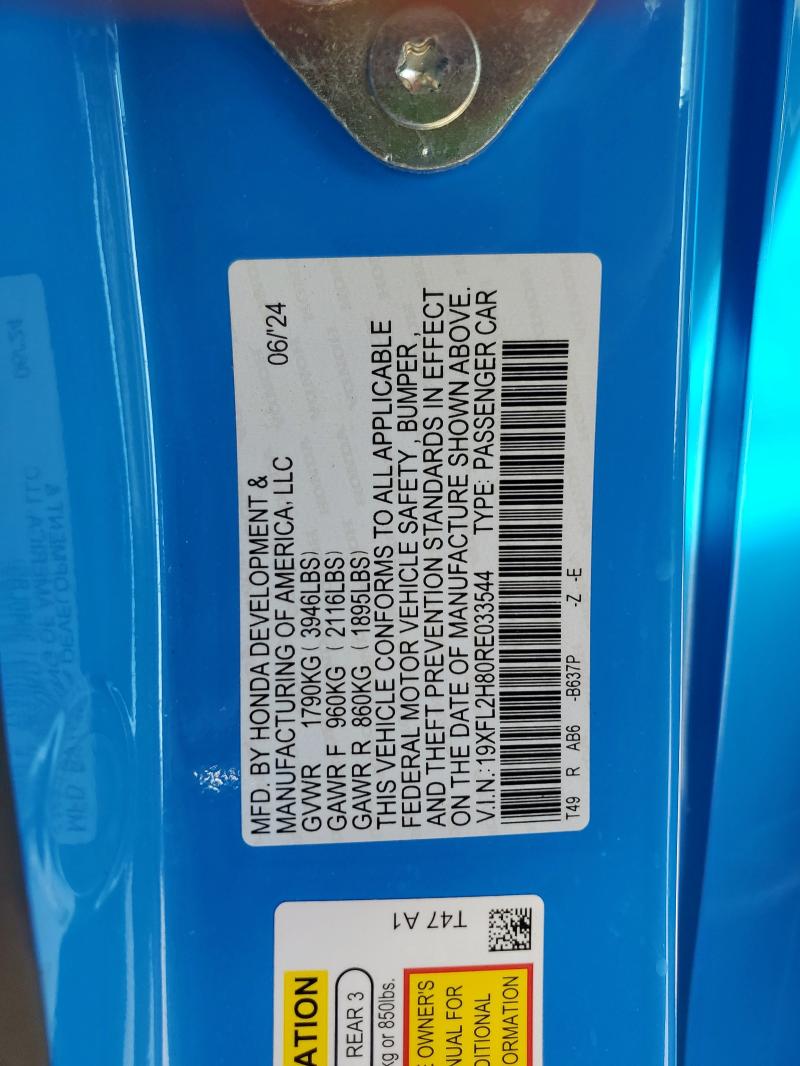 MFD. BY HONDA DEVELOPMENT &
MANUFACTURING OF AMERICA, LLC 06/'24
GVWR 1790KG ( 3946LBS)
GAWR F 960KG ( 2116LBS)
GAWR R 860KG ( 1895LBS)
THIS VEHICLE CONFORMS TO ALL APPLICABLE
FEDERAL MOTOR VEHICLE SAFETY , BUMPER ,
AND THEFT PREVENTION STANDARDS IN EFFECT
ON THE DATE OF MANUFACTURE SHOWN ABOVE.
V.I.N.: 19XFL2H80RE033544 TYPE: PASSENGER CAR
T49 R AB6 -B637P -Z -E
T47 A1
ATION
REAR 3
kg or 850lbs.
OWNER'S
NUAL FOR
DITIONAL
ORMATION